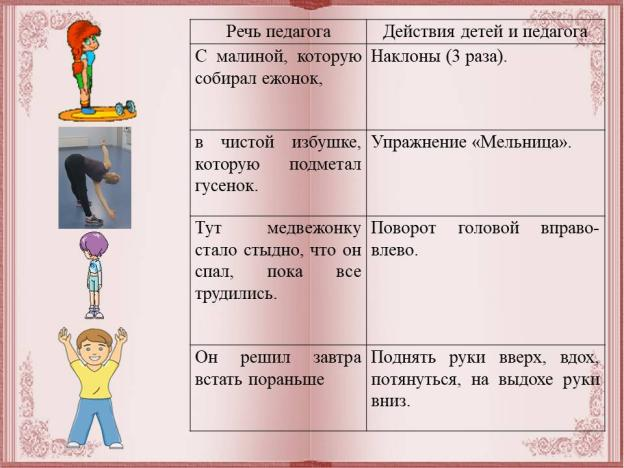 Речь педагога
Действия детей и педагога
С малиной, которую
собирал ежонок,
Наклоны (3 раза).
в чистой избушке,
которую подметал
гусенок.
Упражнение «Мельница».
Тут медвежонку
стало стыдно, что он
спал, пока все
трудились.
Поворот головой вправо-
влево.
Он решил завтра
встать пораньше
Поднять руки вверх, вдох,
потянуться, на выдохе руки
вниз.